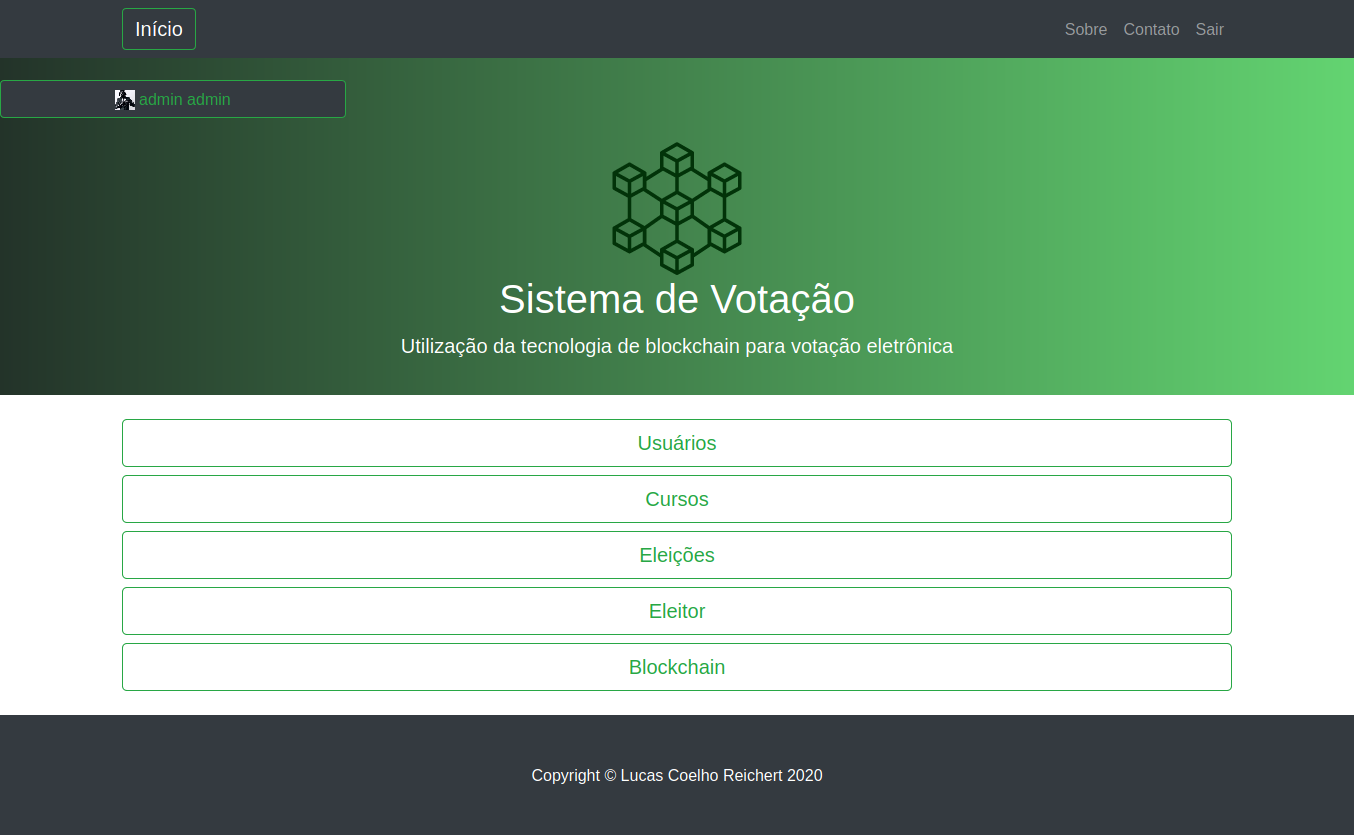 Início
Sobre
Contato
Sair
admin admin
Sistema de Votação
Utilização da tecnologia de blockchain para votação eletrônica
Usuários
Cursos
Eleições
Eleitor
Blockchain
Copyright © Lucas Coelho Reichert 2020